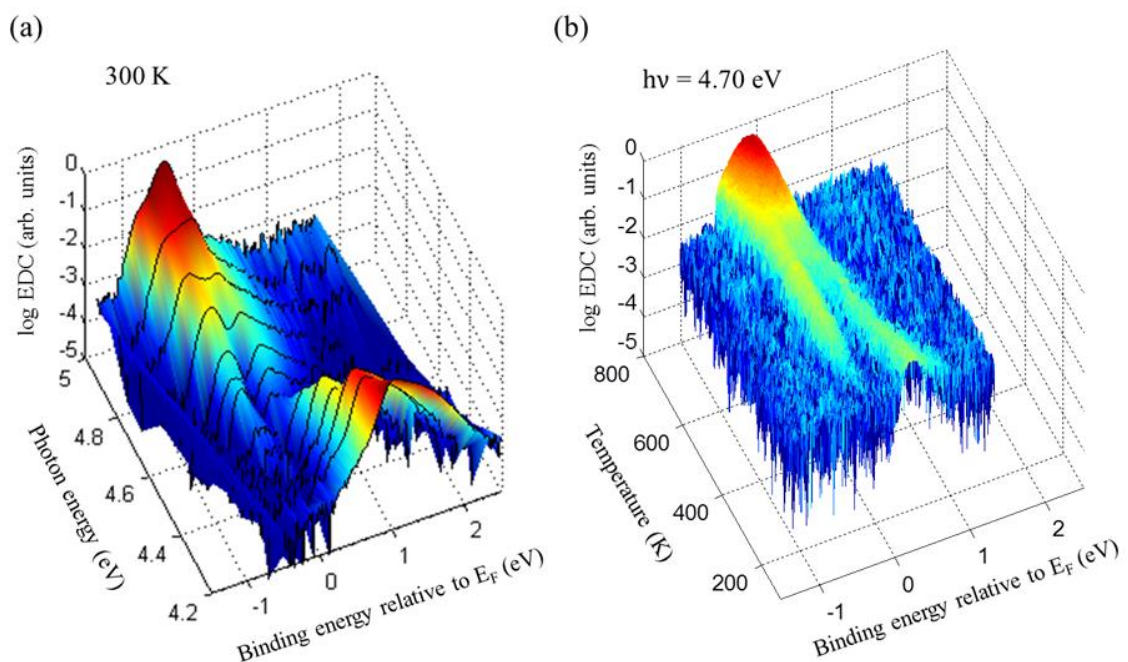 (a)
300 K
log EDC (arb. units)
0
-1
-2
-3
-4
-5
5
4.8
4.6
4.4
4.2
Photon energy (eV)
-1
0
1
2
Binding energy relative to E_F (eV)
(b)
hν = 4.70 eV
log EDC (arb. units)
0
-1
-2
-3
-4
-5
800
600
400
200
Temperature (K)
-1
0
1
2
Binding energy relative to E_F (eV)